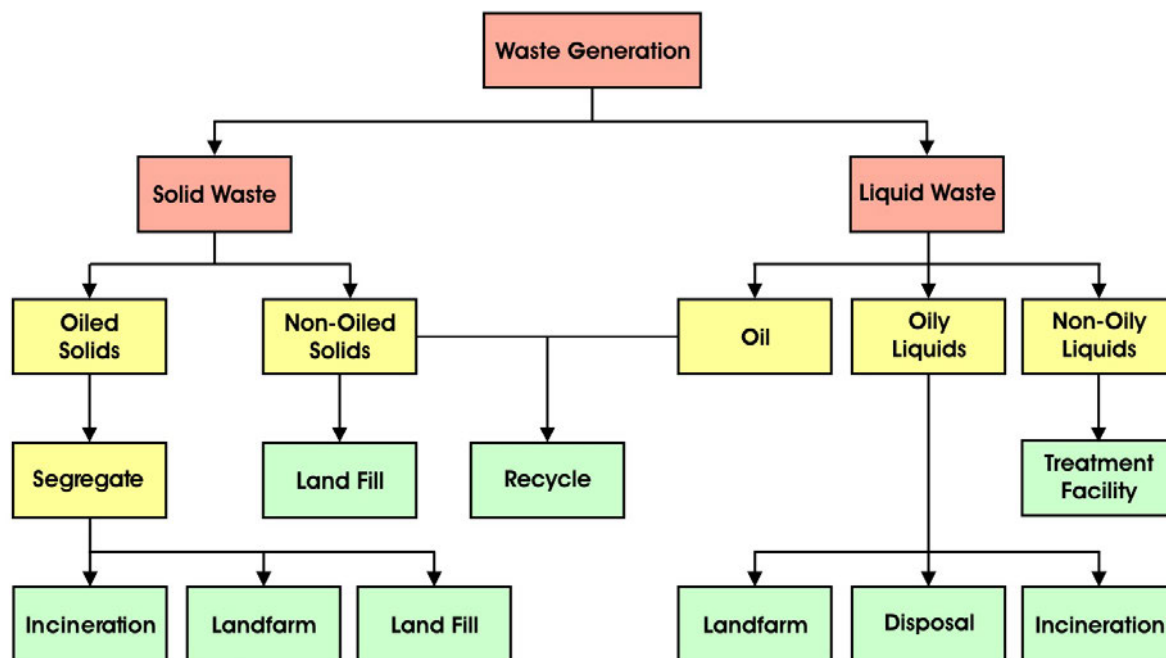 Waste Generation
Solid Waste
Liquid Waste
Oiled
Solids
Non-Oiled
Solids
Oil
Oily
Liquids
Non-Oily
Liquids
Segregate
Land Fill
Recycle
Treatment
Facility
Incineration
Landfarm
Land Fill
Landfarm
Disposal
Incineration